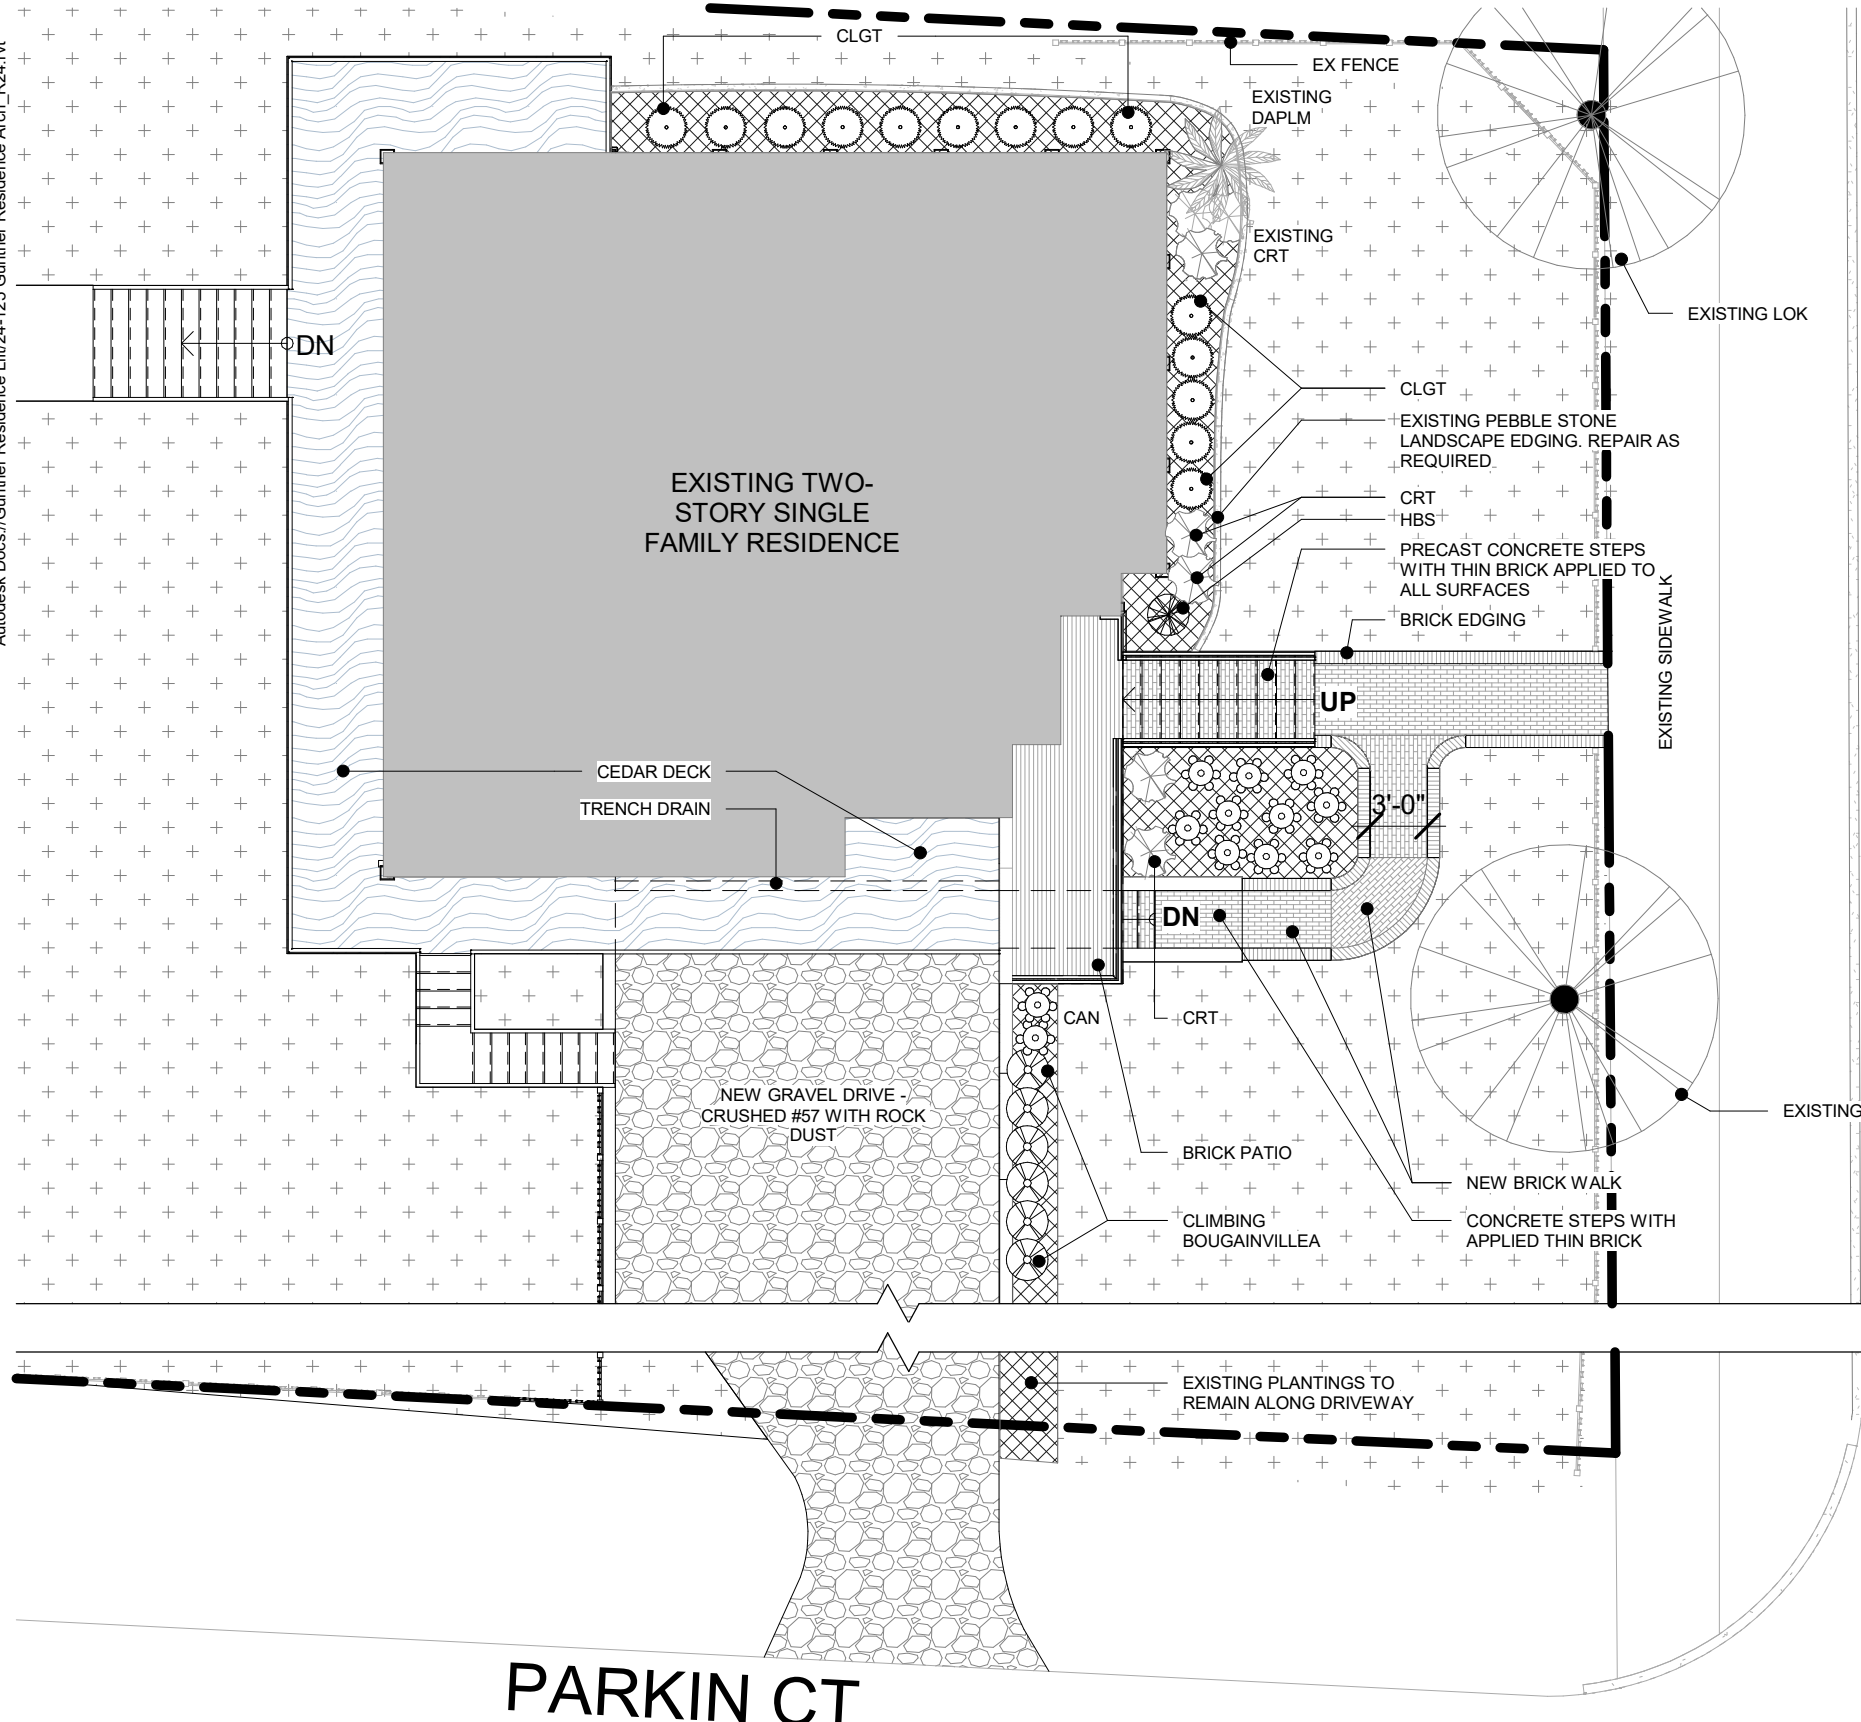 CLGT
EX FENCE
EXISTING
DAPLM
EXISTING
CRT
EXISTING LOK
DN
CLGT
EXISTING PEBBLE STONE
LANDSCAPE EDGING. REPAIR AS
REQUIRED
EXISTING TWO-
STORY SINGLE
FAMILY RESIDENCE
CRT
HBS
PRECAST CONCRETE STEPS
WITH THIN BRICK APPLIED TO
ALL SURFACES
BRICK EDGING
EXISTING SIDEWALK
UP
CEDAR DECK
TRENCH DRAIN
3'-0"
DN
CAN
CRT
NEW GRAVEL DRIVE -
CRUSHED #57 WITH ROCK
DUST
EXISTING
BRICK PATIO
NEW BRICK WALK
CLIMBING
BOUGAINVILLEA
CONCRETE STEPS WITH
APPLIED THIN BRICK
EXISTING PLANTINGS TO
REMAIN ALONG DRIVEWAY
PARKIN CT